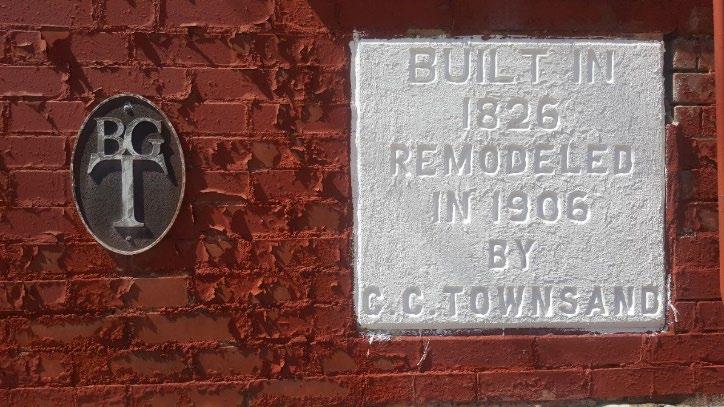 BG
T
BUILT IN
1826
REMODELED
IN 1906
BY
C. C. TOWNSAND